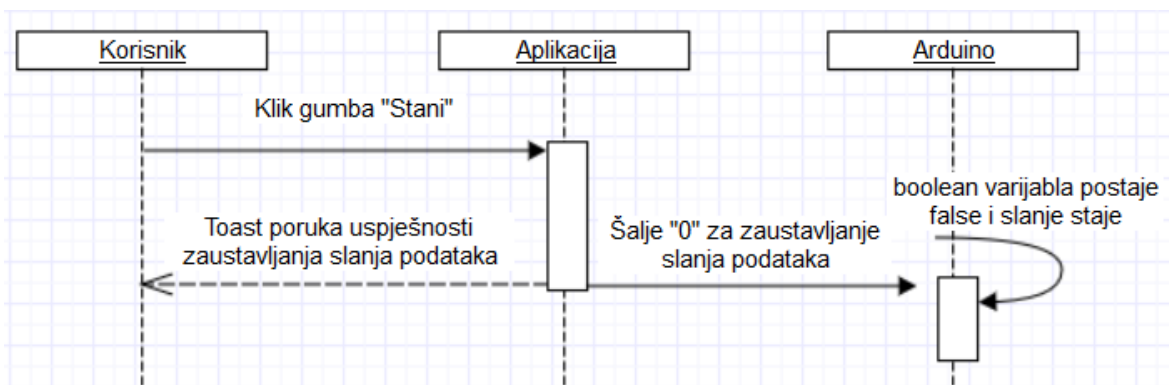 Korisnik
Aplikacija
Arduino
Klik gumba "Stani"
boolean varijabla postaje
false i slanje staje
Toast poruka uspješnosti
zaustavljanja slanja podataka
Šalje "0" za zaustavljanje
slanja podataka